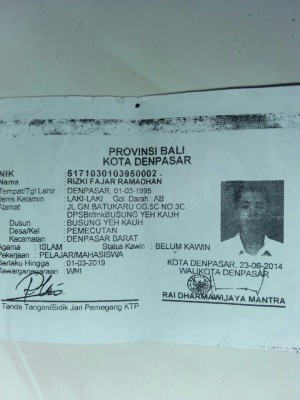 PROVINSI BALI
KOTA DENPASAR
NIK : 5171030103950002
Nama : RIZKI FAJAR RAMADHAN
Tempat/Tgl Lahir : DENPASAR, 01-03-1995
Jenis Kelamin : LAKI-LAKI Gol. Darah : AB
Alamat : JL GN BATUKARU GG.5C NO.3C
DPSBr/linkBUSUNG YEH KAUH
Dusun : BUSUNG YEH KAUH
Desa/Kel : PEMECUTAN
Kecamatan : DENPASAR BARAT
Agama : ISLAM Status Kawin : BELUM KAWIN
Pekerjaan : PELAJAR/MAHASISWA
Berlaku Hingga : 01-03-2019
Kewarganegaraan : WNI
KOTA DENPASAR, 23-06-2014
WALIKOTA DENPASAR
RAI DHARMAWIJAYA MANTRA
Tanda Tangan/Sidik Jari Pemegang KTP